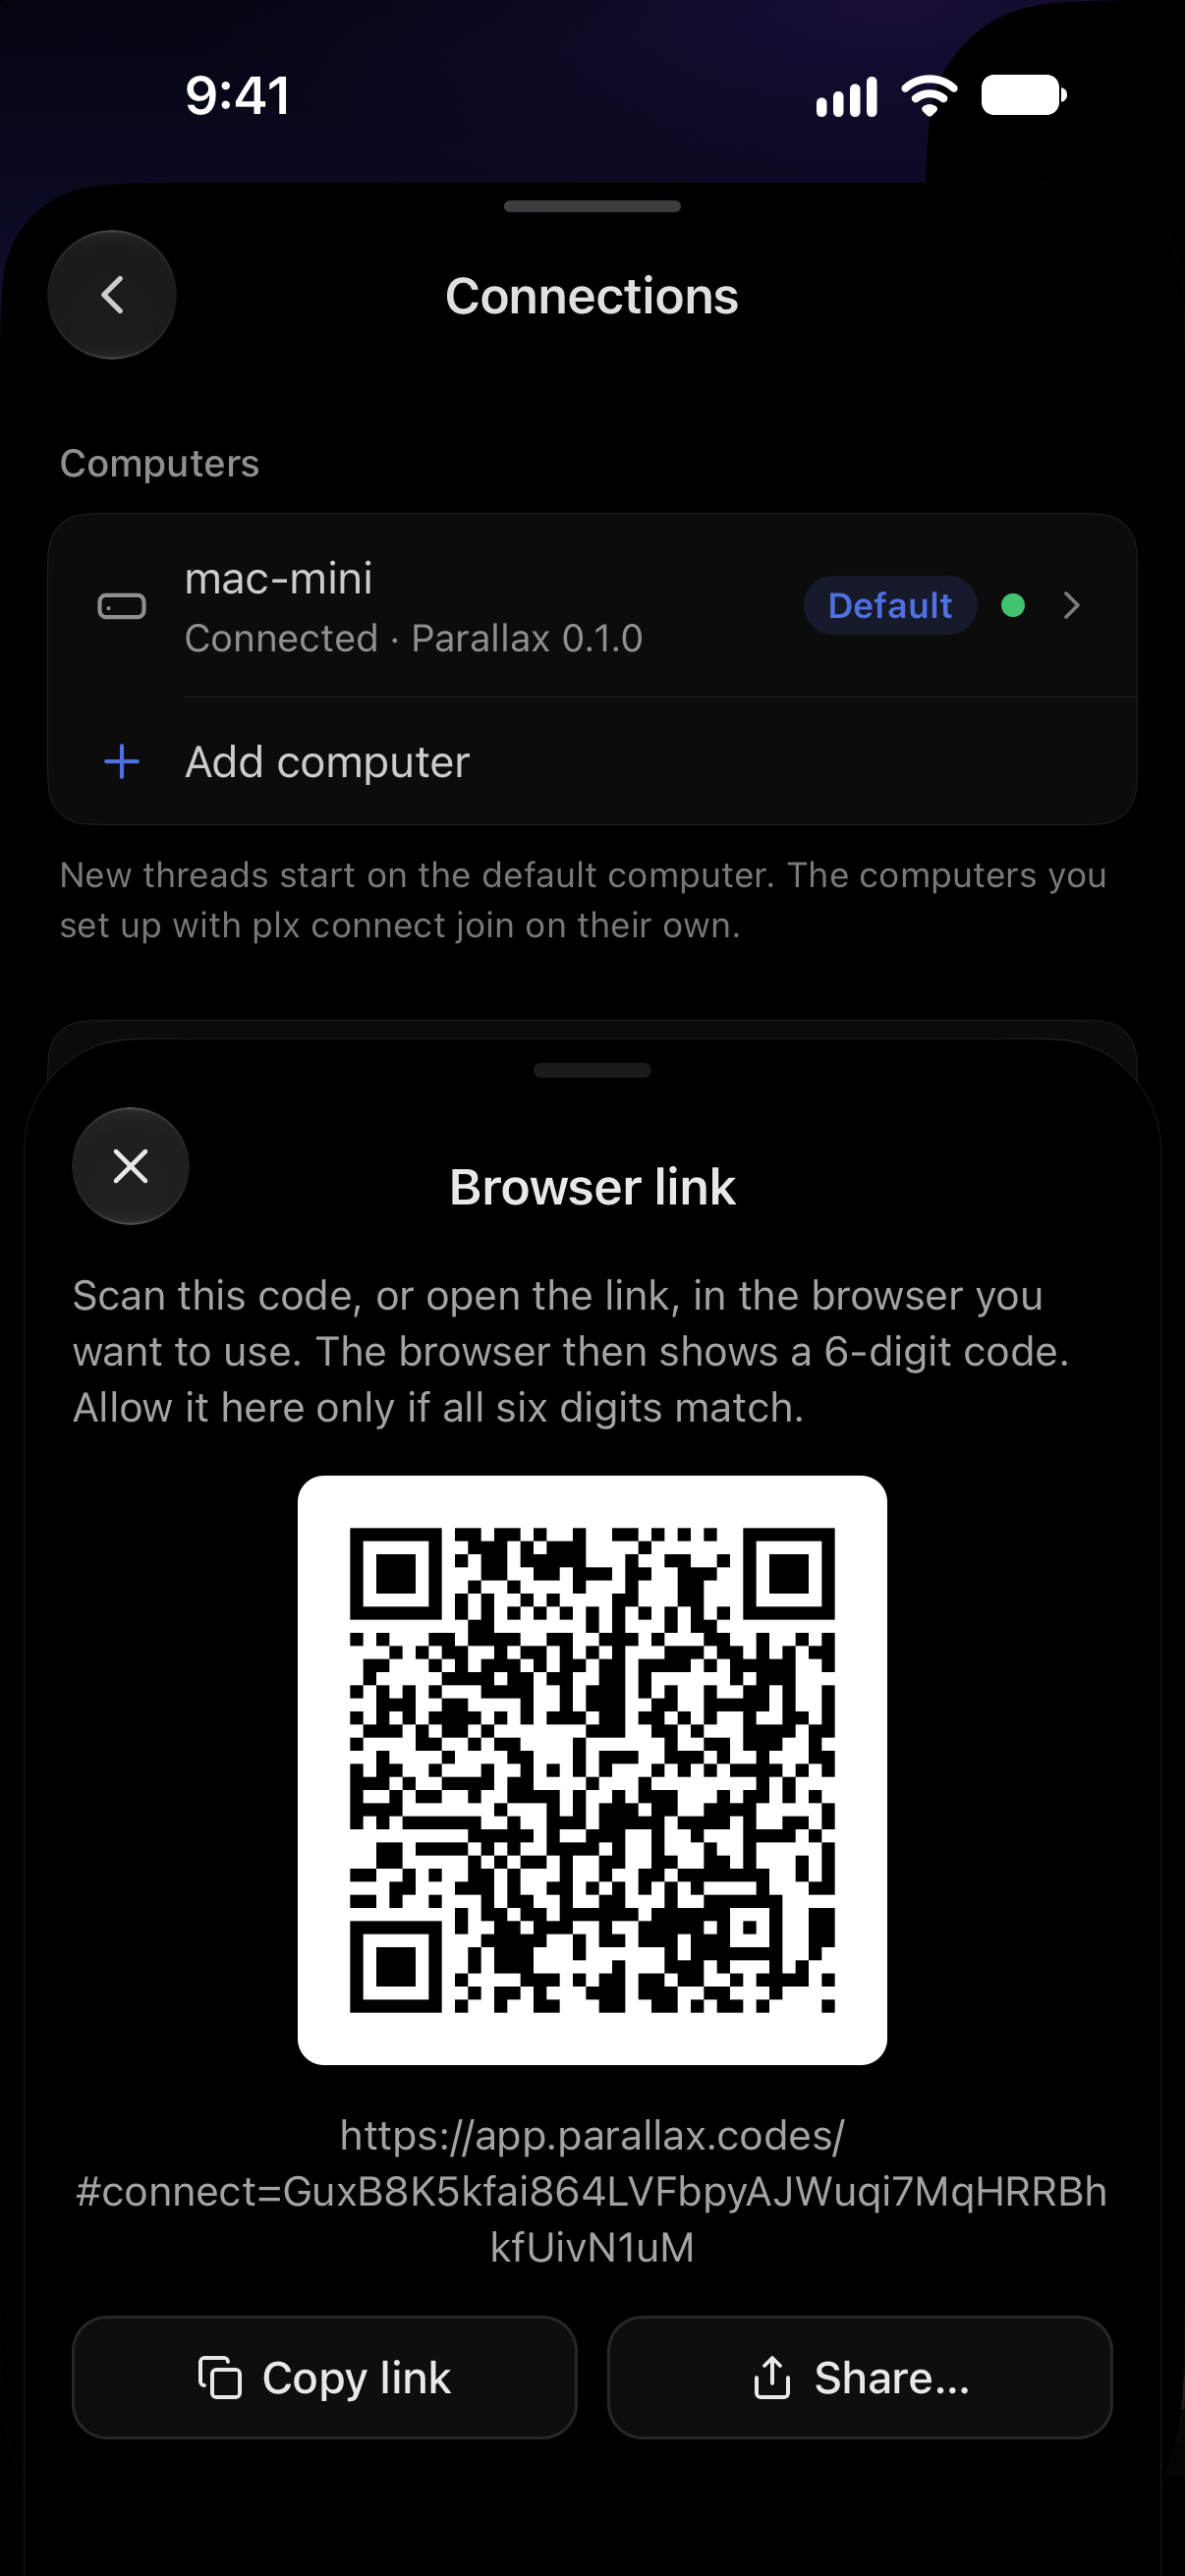 9:41
Connections
Computers
mac-mini
Connected · Parallax 0.1.0
Default
Add computer
New threads start on the default computer. The computers you
set up with plx connect join on their own.
Browser link
Scan this code, or open the link, in the browser you
want to use. The browser then shows a 6-digit code.
Allow it here only if all six digits match.
https://app.parallax.codes/
#connect=GuxB8K5kfai864LVFbpyAJWuqi7MqHRRBh
kfUivN1uM
Copy link
Share...